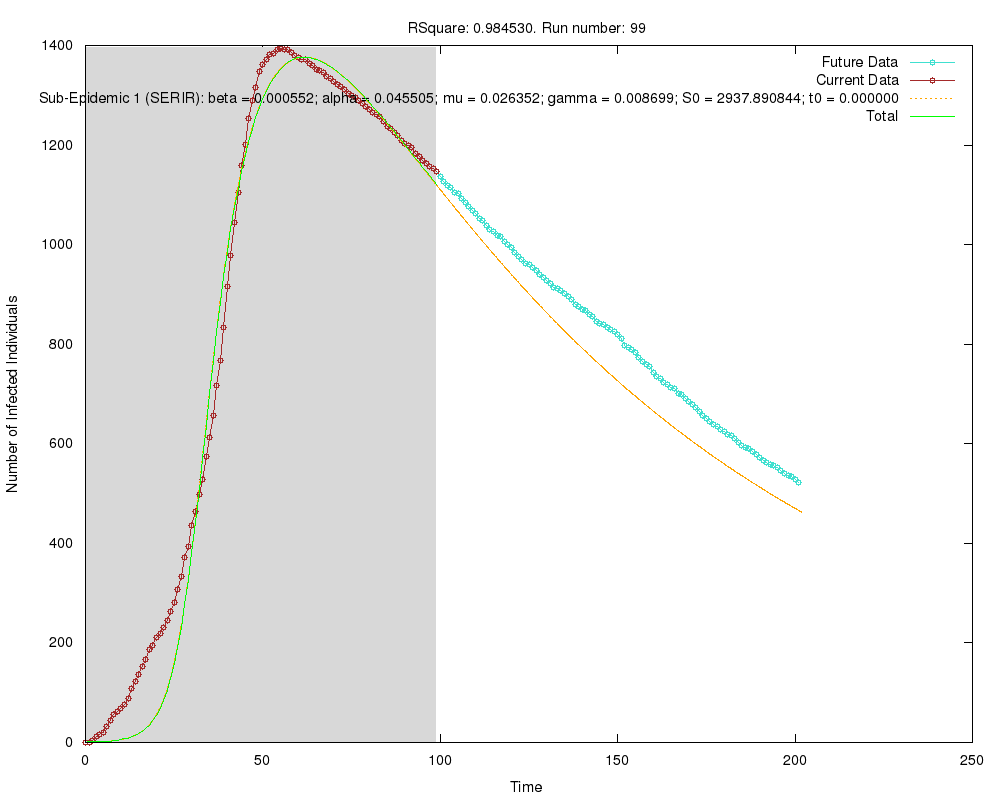 RSquare: 0.984530. Run number: 99
Future Data
Current Data
Sub-Epidemic 1 (SERIR): beta = 0.000552; alpha = 0.045505; mu = 0.026352; gamma = 0.008699; S0 = 2937.890844; t0 = 0.000000
Total
Number of Infected Individuals
1400
1200
1000
800
600
400
200
0
0 50 100 150 200 250
Time